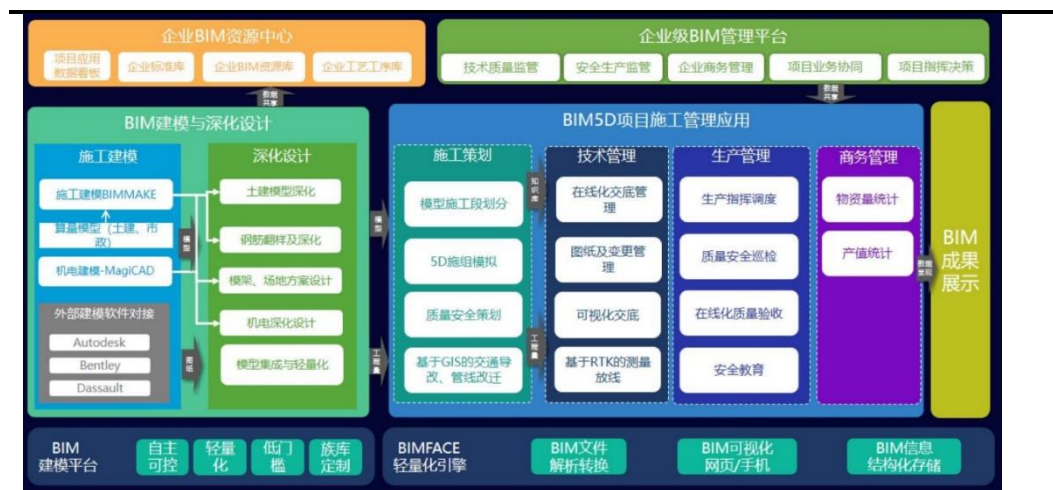 企业BIM资源中心
项目应用
数据看板
企业标准库
企业BIM资源库
企业工艺工序库
企业级BIM管理平台
技术质量监管
安全生产监管
企业商务管理
项目业务协同
项目指挥决策
数据
共享
数据
共享
BIM建模与深化设计
施工建模
施工建模BIMMAKE
算量模型（土建、市
政）
机电建模-MagiCAD
外部建模软件对接
Autodesk
Bentley
Dassault
模型
图纸
深化设计
土建模型深化
钢筋翻样及深化
模架、场地方案设计
机电深化设计
模型集成与轻量化
模型
工程量
BIM5D项目施工管理应用
施工策划
模型施工段划分
5D施组模拟
质量安全策划
基于GIS的交通导
改、管线改迁
知识库
工程量
技术管理
在线化交底管
理
图纸及变更管
理
可视化交底
基于RTK的测量
放线
生产管理
生产指挥调度
质量安全巡检
在线化质量验收
安全教育
商务管理
物资量统计
产值统计
数据
呈现
BIM
成果
展示
BIM
建模平台
自主
可控
轻量
化
低门
槛
族库
定制
BIMFACE
轻量化引擎
BIM文件
解析转换
BIM可视化
网页/手机
BIM信息
结构化存储